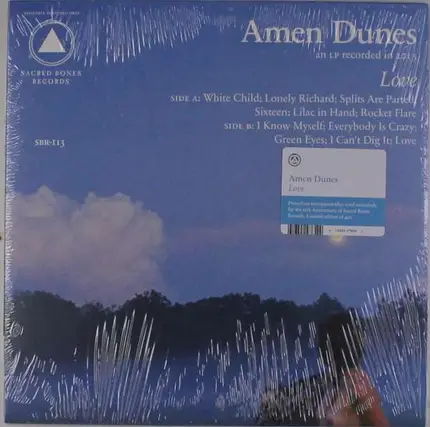 Amen Dunes
an LP recorded in 2013
Love
SACRED BONES
RECORDS
SIDE A: White Child; Lonely Richard; Splits Are Parted;
Sixteen; Lilac in Hand; Rocket Flare
SIDE B: I Know Myself; Everybody Is Crazy;
SBR-113
Green Eyes; I Can't Dig It; Love
Amen Dunes
Love